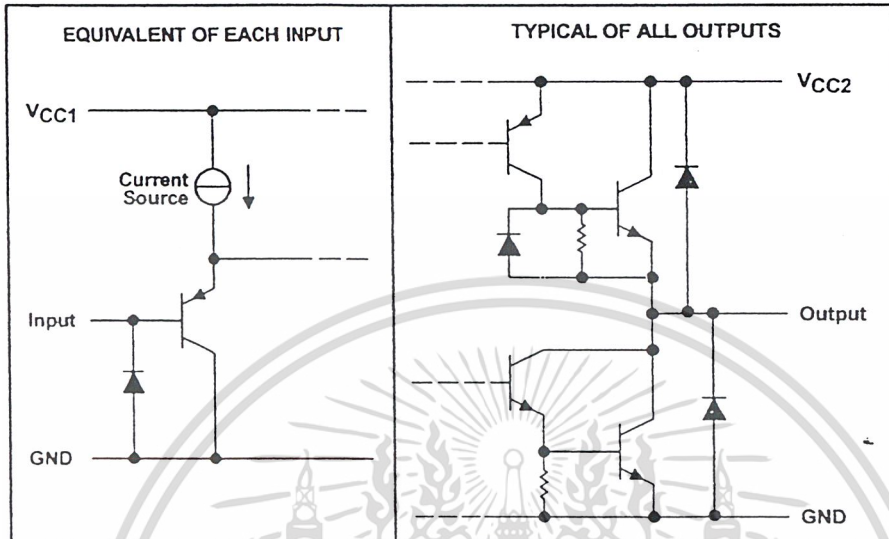 EQUIVALENT OF EACH INPUT
VCC1
Current
Source
Input
GND
TYPICAL OF ALL OUTPUTS
VCC2
Output
GND